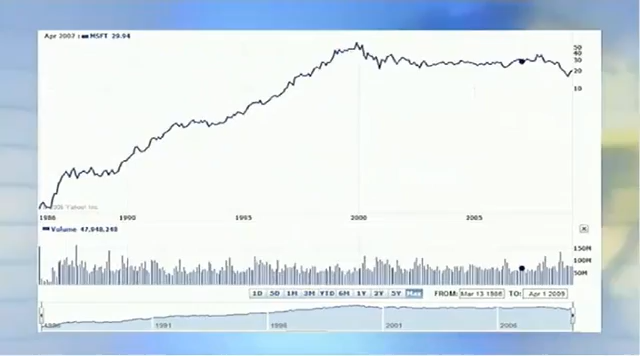 Apr 2007 : MSFT 29.94
50
40
30
20
10
© 2006 Yahoo! Inc.
1986 1990 1995 2000 2005
Volume 47,048,248
150M
100M
50M
1D 5D 1M 3M YTD 6M 1Y 2Y 5Y Max FROM: Mar 13 1986 TO: Apr 1 2009
1986 1991 1996 2001 2006